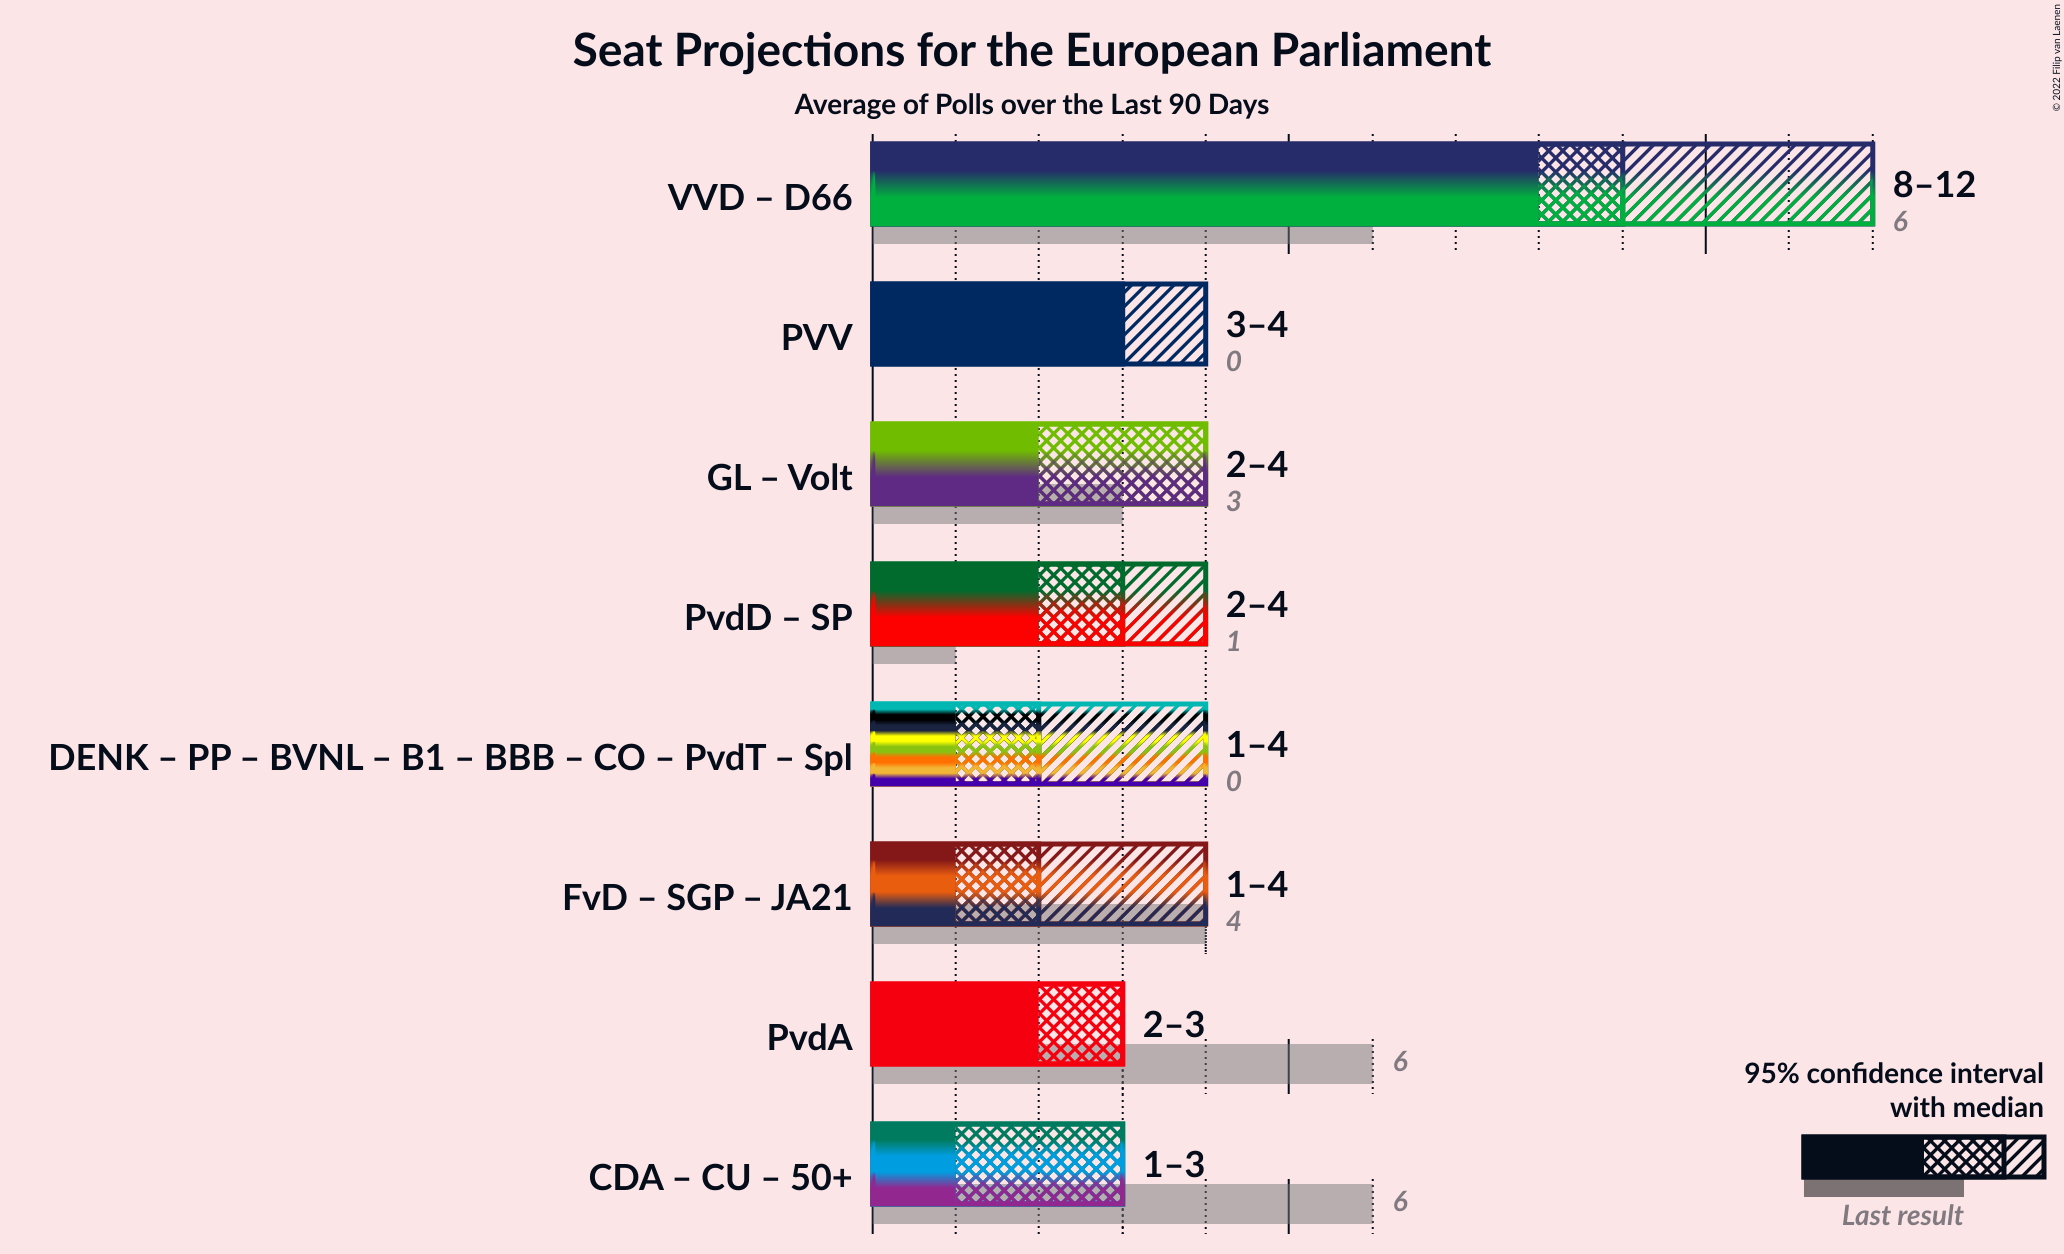 Seat Projections for the European Parliament
Average of Polls over the Last 90 Days
© 2022 Filip van Laenen
VVD – D66
8–12
6
PVV
3–4
0
GL – Volt
2–4
3
PvdD – SP
2–4
1
DENK – PP – BVNL – B1 – BBB – CO – PvdT – Spl
1–4
0
FvD – SGP – JA21
1–4
4
PvdA
2–3
6
CDA – CU – 50+
1–3
6
95% confidence interval
with median
Last result